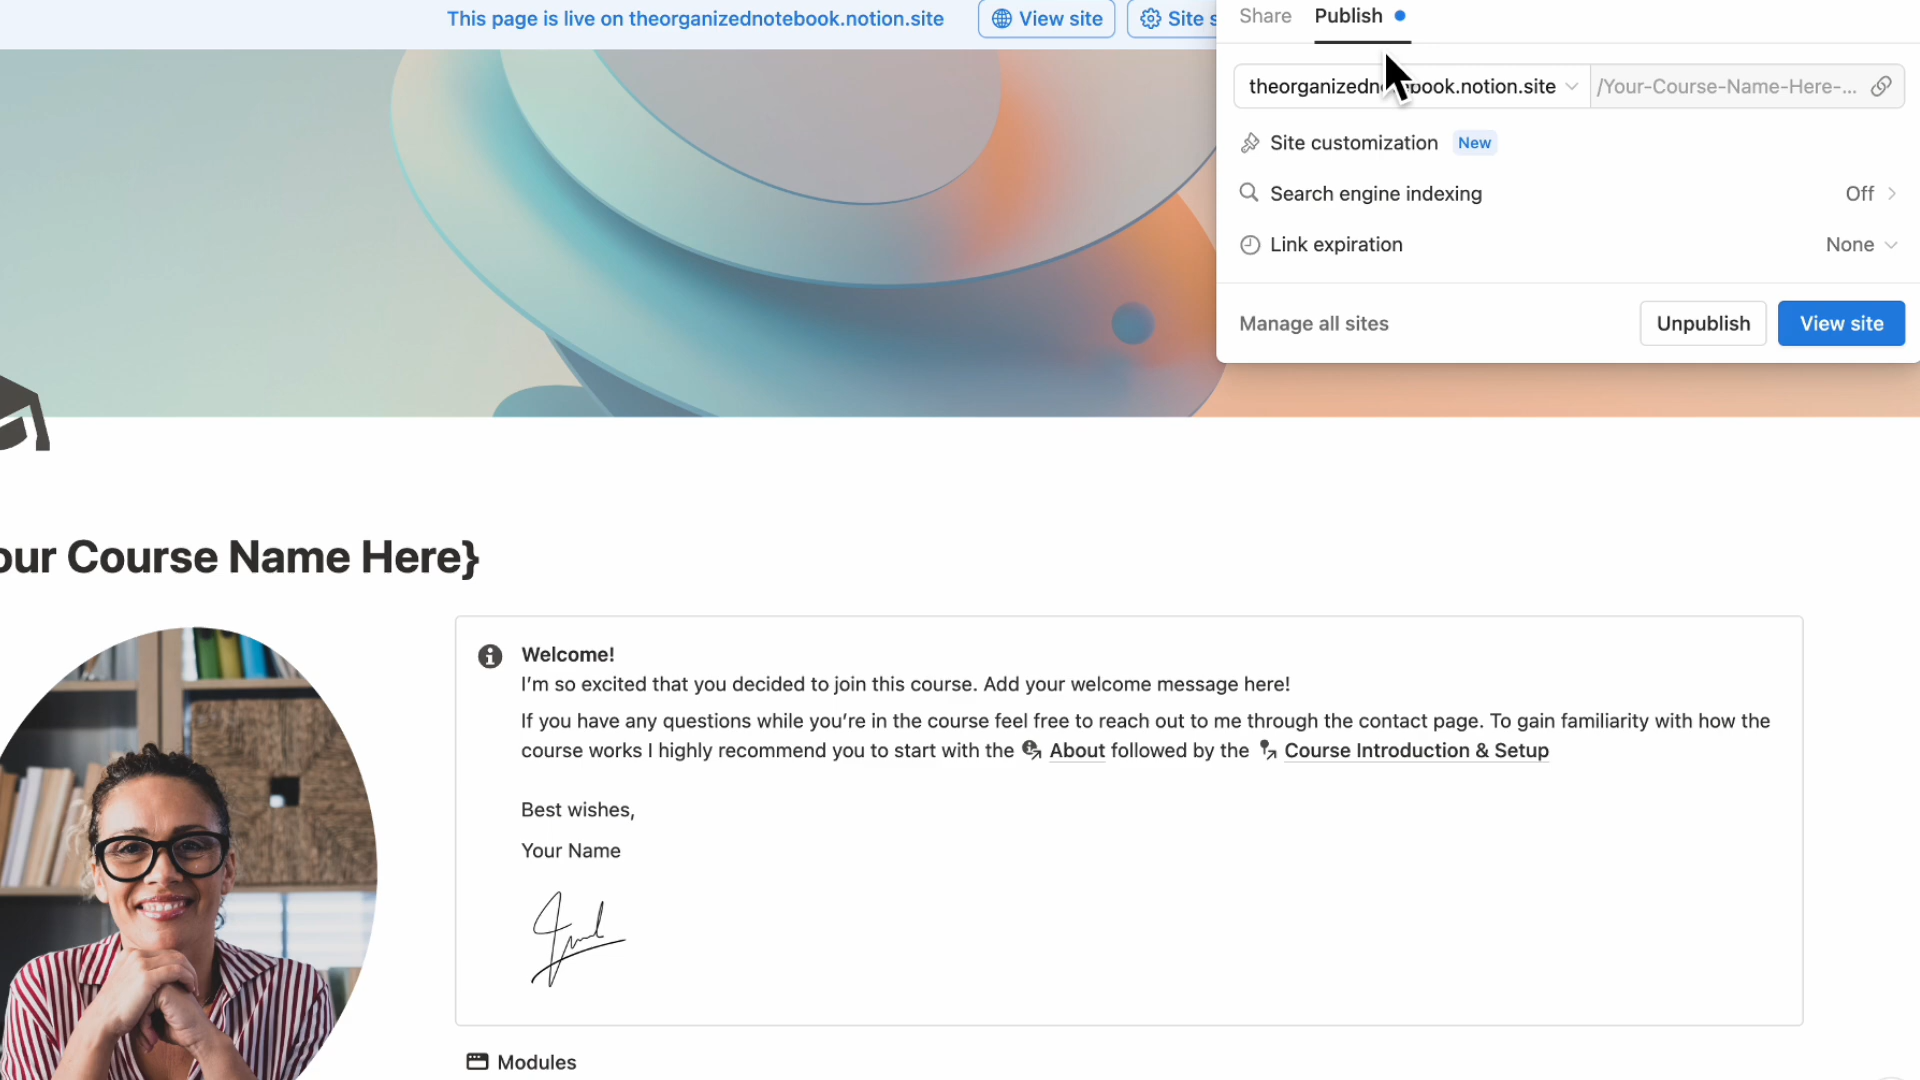 This page is live on theorganizednotebook.notion.site
View site
Site
Share
Publish
.notion.site
/Your-Course-Name-Here-...
Site customization New
Search engine indexing Off
Link expiration None
Manage all sites
Unpublish
View site
Course Name Here}
Welcome!
I'm so excited that you decided to join this course. Add your welcome message here!
If you have any questions while you're in the course feel free to reach out to me through the contact page. To gain familiarity with how the
course works I highly recommend you to start with the About followed by the Course Introduction & Setup
Best wishes,
Your Name
Modules